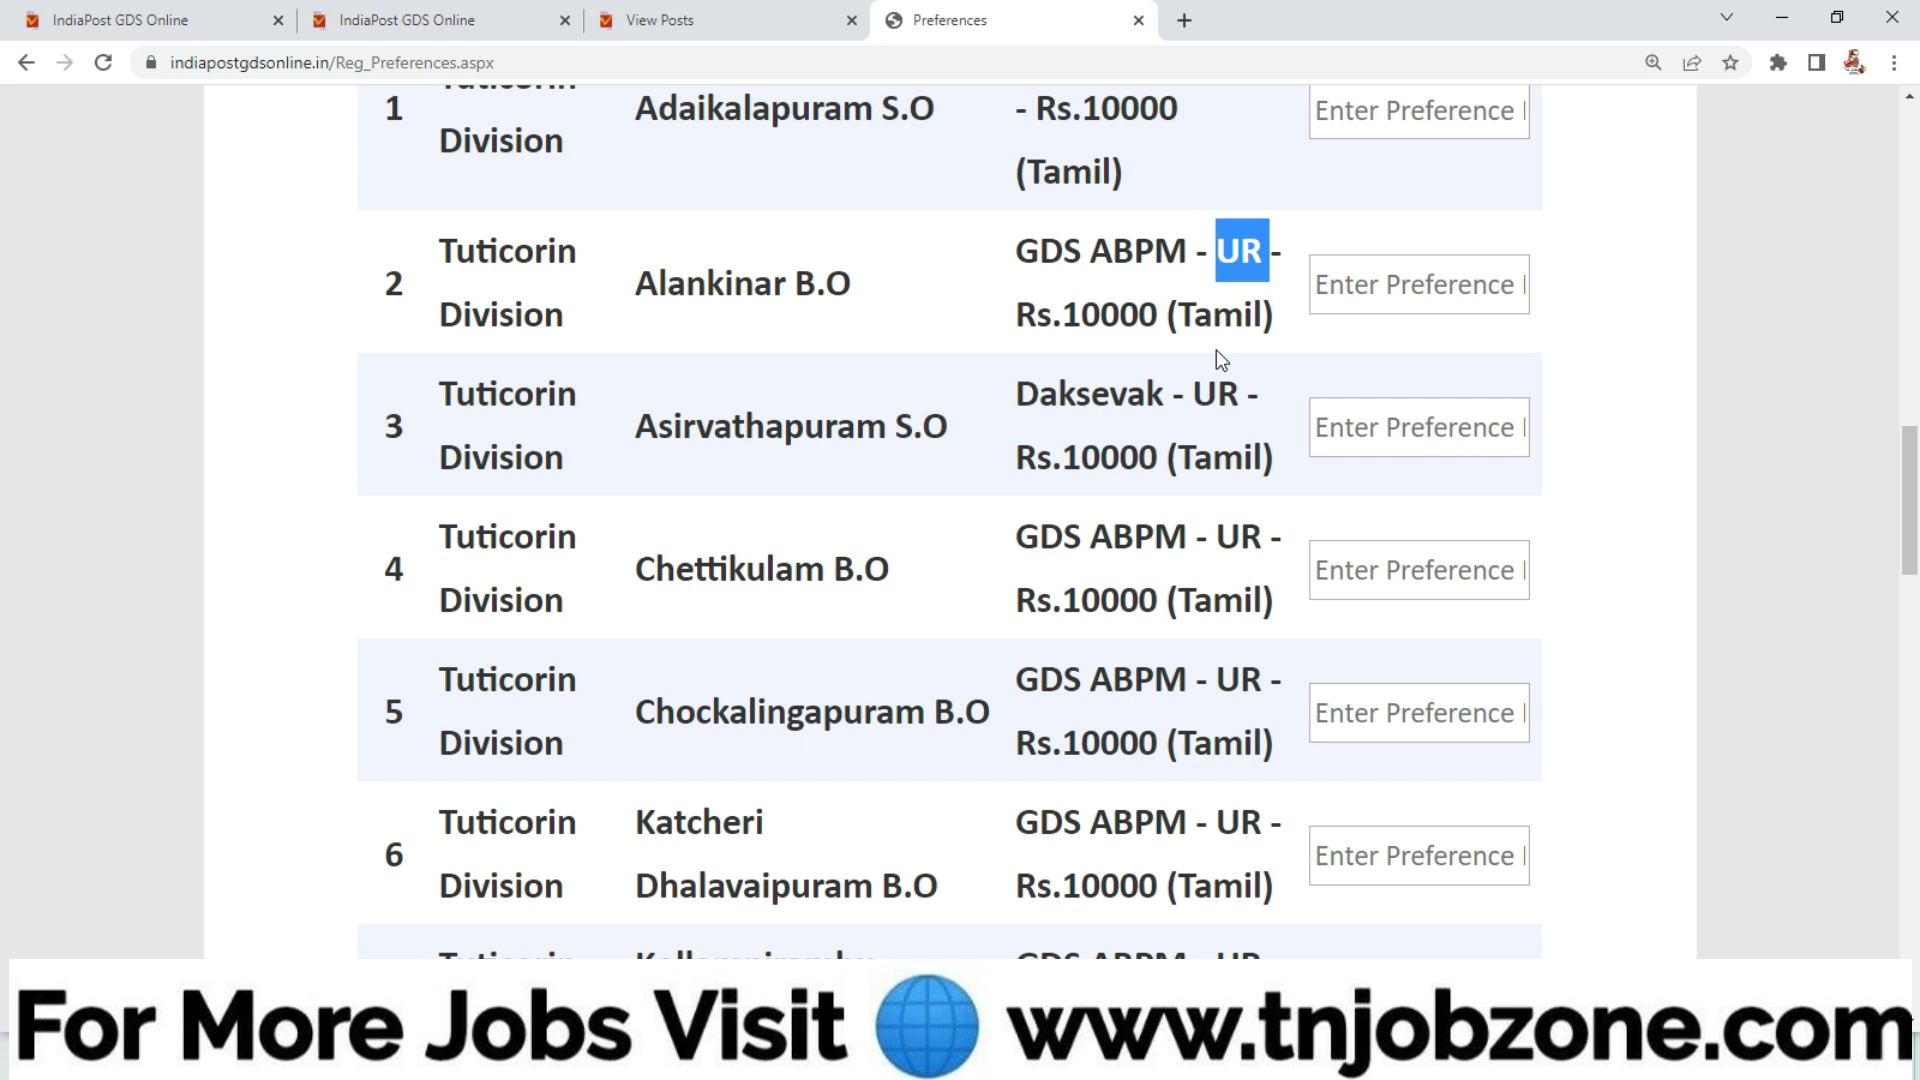 IndiaPost GDS Online
IndiaPost GDS Online
View Posts
Preferences
indiapostgdsonline.in/Reg_Preferences.aspx
1
Division
Adaikalapuram S.O
- Rs.10000
(Tamil)
Enter Preference
2
Tuticorin
Division
Alankinar B.O
GDS ABPM - UR -
Rs.10000 (Tamil)
Enter Preference
3
Tuticorin
Division
Asirvathapuram S.O
Daksevak - UR -
Rs.10000 (Tamil)
Enter Preference
4
Tuticorin
Division
Chettikulam B.O
GDS ABPM - UR -
Rs.10000 (Tamil)
Enter Preference
5
Tuticorin
Division
Chockalingapuram B.O
GDS ABPM - UR -
Rs.10000 (Tamil)
Enter Preference
6
Tuticorin
Division
Katcheri
Dhalavaipuram B.O
GDS ABPM - UR -
Rs.10000 (Tamil)
Enter Preference
For More Jobs Visit www.tnjobzone.com